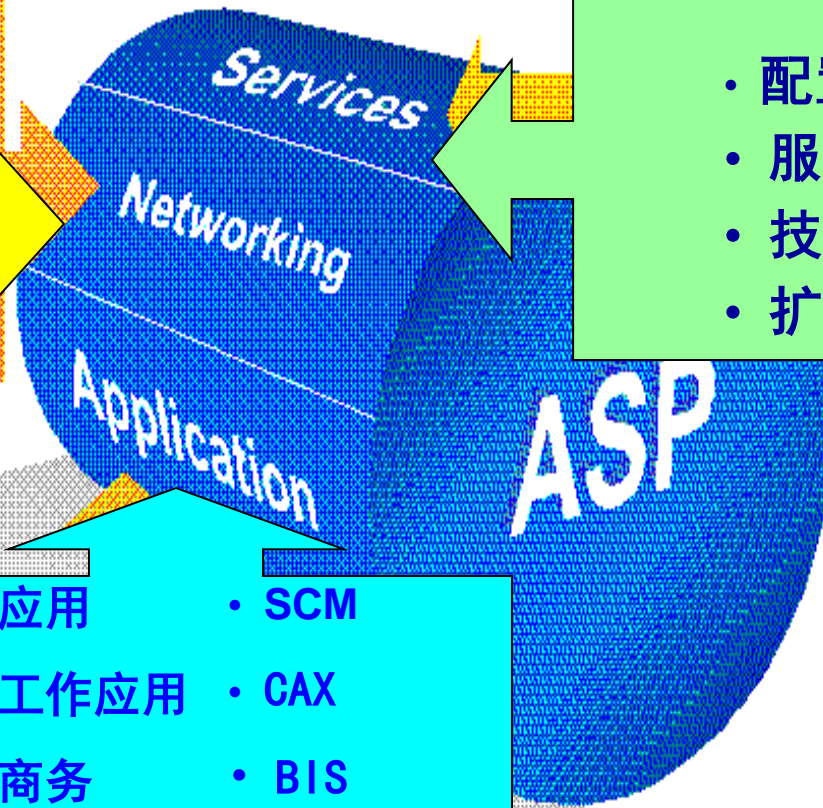 Services
Networking
Application
ASP
• 配
• 服
• 技
• 扩
应用 • SCM
工作应用 • CAX
商务 • BIS